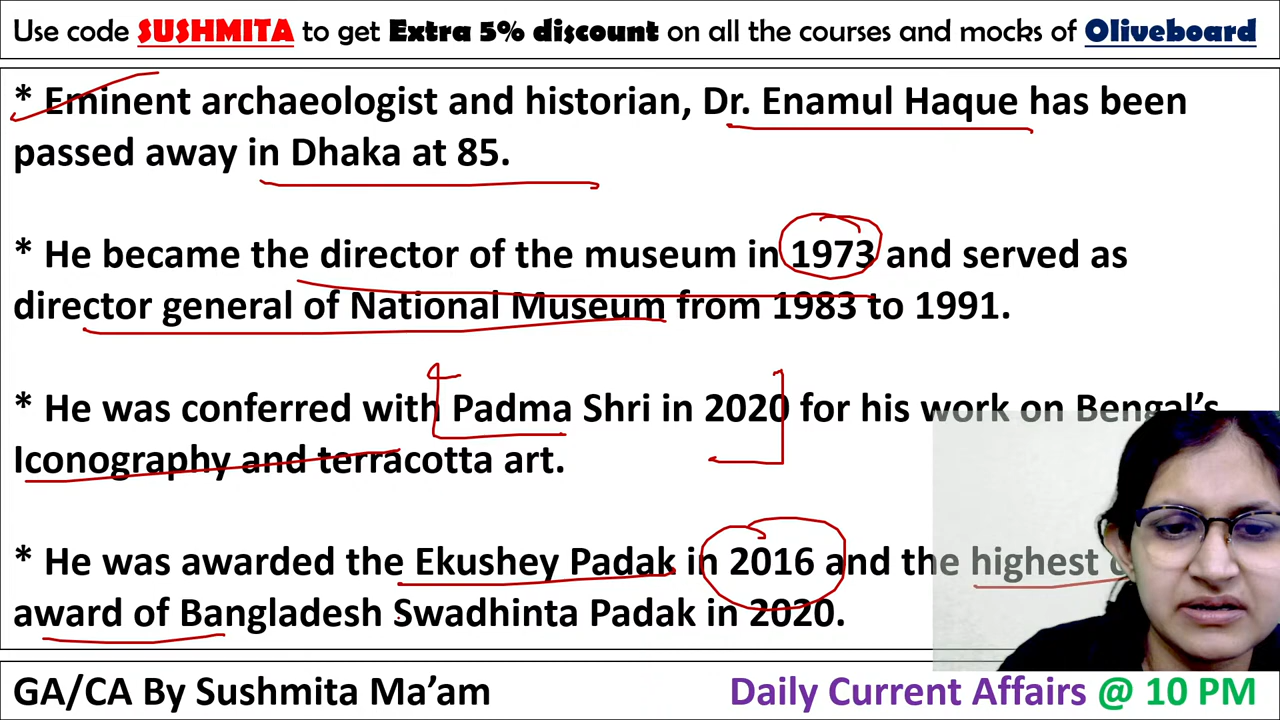 Use code SUSHMITA to get Extra 5% discount on all the courses and mocks of Oliveboard
* Eminent archaeologist and historian, Dr. Enamul Haque has been
passed away in Dhaka at 85.
* He became the director of the museum in 1973 and served as
director general of National Museum from 1983 to 1991.
* He was conferred with Padma Shri in 2020 for his work on Bengal’s
Iconography and terracotta art.
* He was awarded the Ekushey Padak in 2016 and the highest
award of Bangladesh Swadhinta Padak in 2020.
GA/CA By Sushmita Ma’am
Daily Current Affairs @ 10 PM